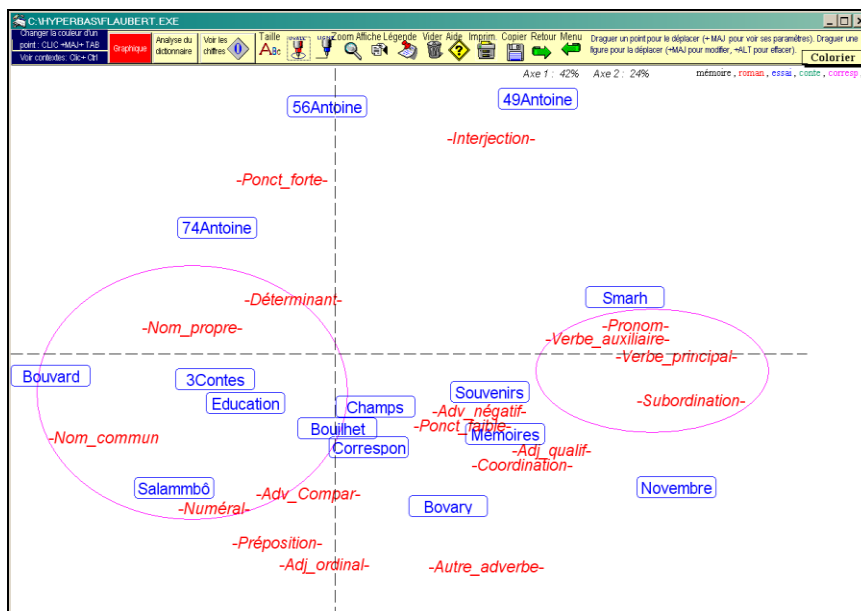 C:\HYPERBAS\FLAUBERT.EXE
Changer la couleur d'un
point : CLIC +MAJ+ TAB
Voir contextes: Clic+ Ctrl
Graphique
Analyse du
dictionnaire
Voir les
chiffres
0
Taille
ABc
Zoom Affiche Légende Vider Aide Imprim. Copier Retour Menu
Draguer un point pour le déplacer (+ MAJ pour voir ses paramètres). Draguer une
figure pour la déplacer (+MAJ pour modifier, +ALT pour effacer).
Colorier
Axe 1 : 42% Axe 2 : 24%
mémoire , roman, essai , conte , corresp
56Antoine
49Antoine
-Interjection-
-Ponct_forte-
74Antoine
-Déterminant-
Smarh
-Nom_propre-
-Pronom-
-Verbe_auxiliaire-
-Verbe_principal-
Bouvard
3Contes
Souvenirs
Education
Champs
-Subordination-
-Adv_négatif-
-Ponct_faible-
Bouilhet
Mémoires
-Nom_commun
Correspon
-Adj_qualif-
-Coordination-
Salammbô
-Adv_Compar-
Novembre
-Numéral-
Bovary
-Préposition-
-Adj_ordinal-
-Autre_adverbe-